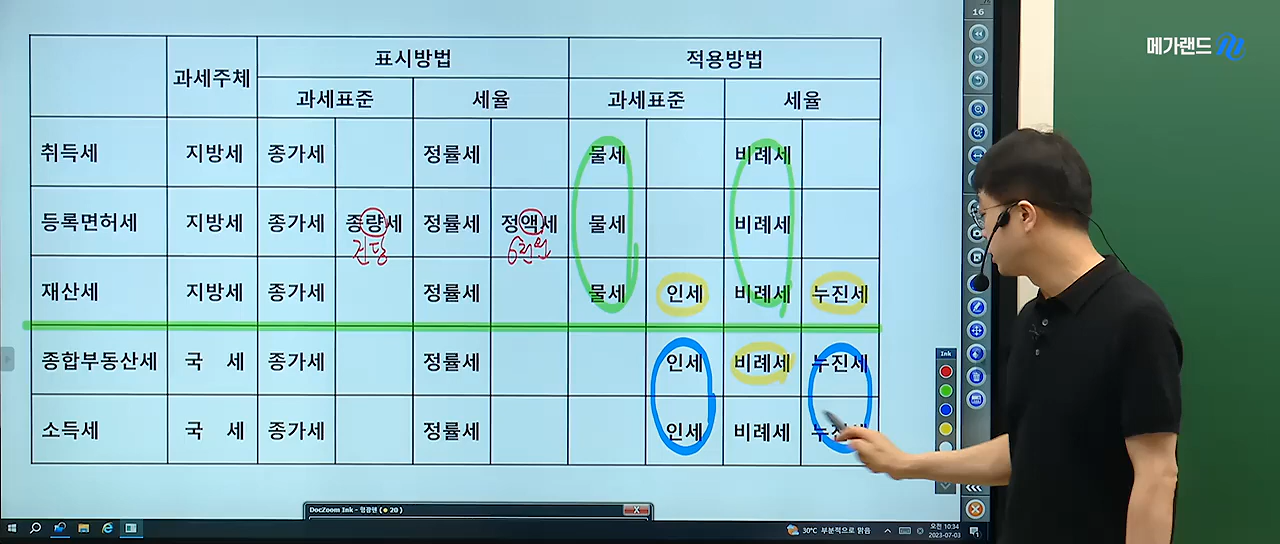 16
메가랜드
과세주체 표시방법 적용방법
과세표준 세율 과세표준 세율
취득세 지방세 종가세 정률세 물세 비례세
등록면허세 지방세 종가세 종량세 정률세 정액세 물세 비례세
건당 6천원
재산세 지방세 종가세 정률세 물세 인세 비례세 누진세
종합부동산세 국 세 종가세 정률세 인세 비례세 누진세
Ink
소득세 국 세 종가세 정률세 인세 비례세 누진세
DocZoom Ink - 형광펜 ( 20 )
30°C 부분적으로 맑음
오전 10:34
2023-07-03